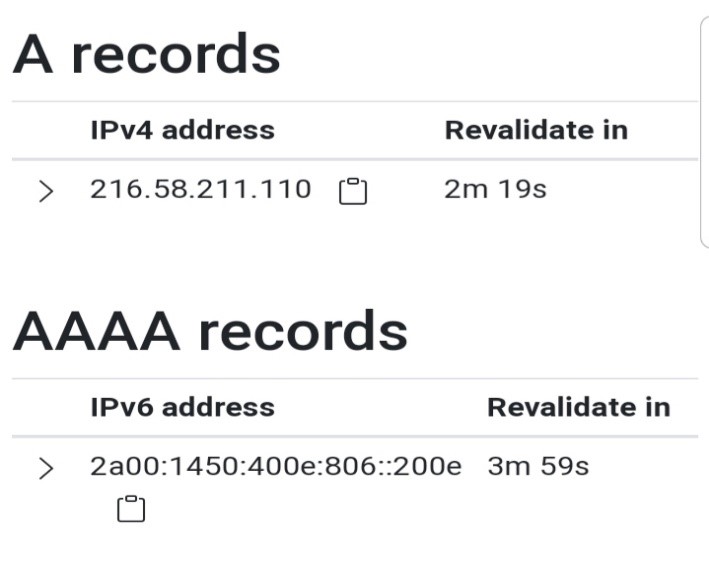 A records
IPv4 address Revalidate in
216.58.211.110 2m 19s
AAAA records
IPv6 address Revalidate in
2a00:1450:400e:806::200e 3m 59s